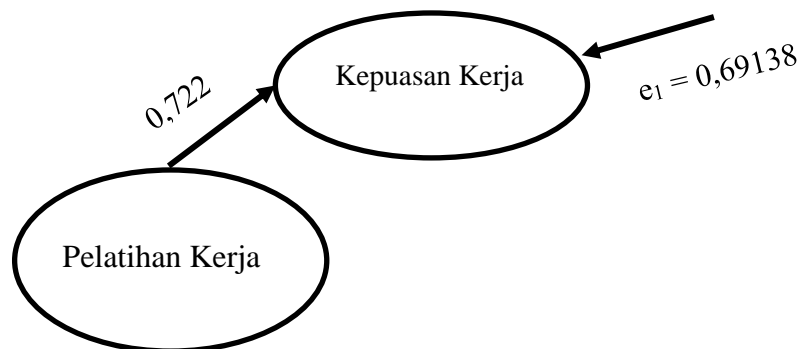 Kepuasan Kerja
e₁ = 0,69138
0,722
Pelatihan Kerja